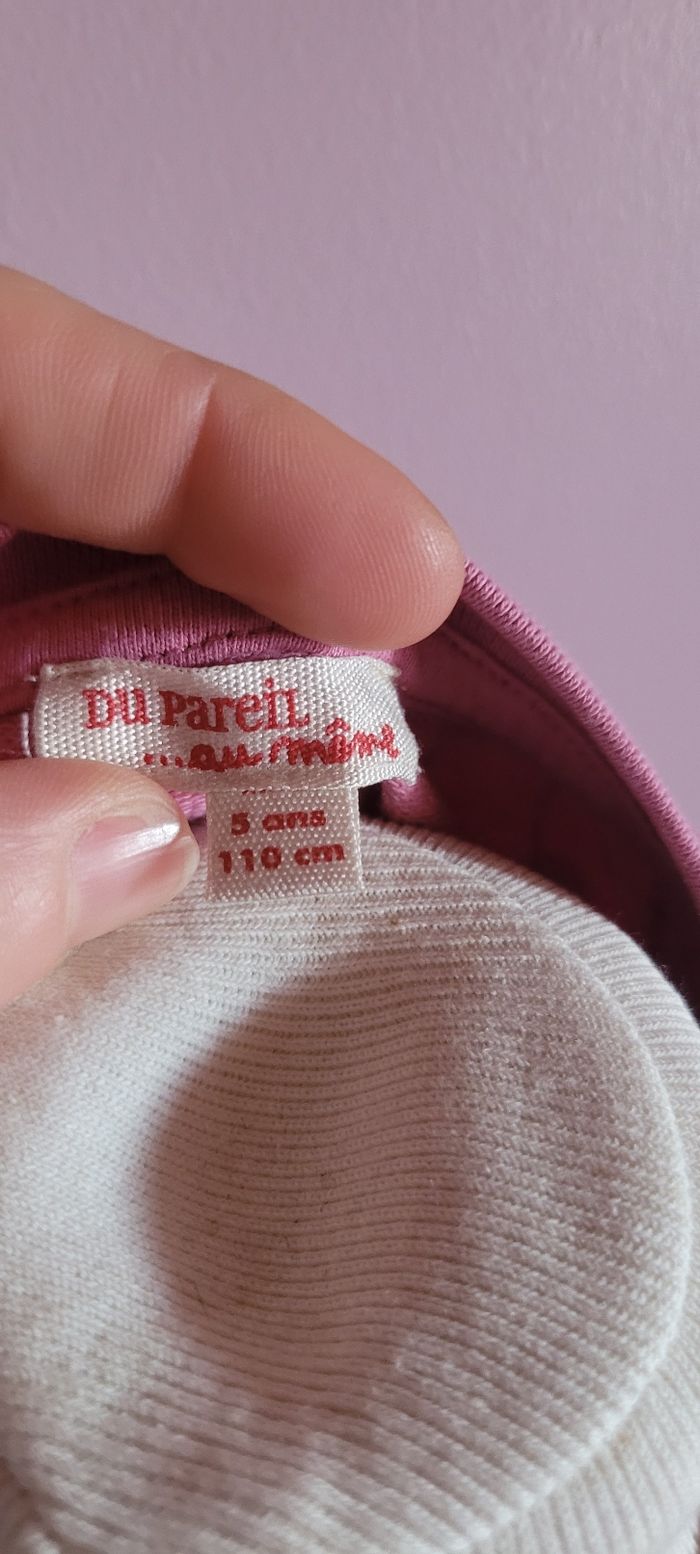 DU PareiL
...au même
5 ans
110 cm